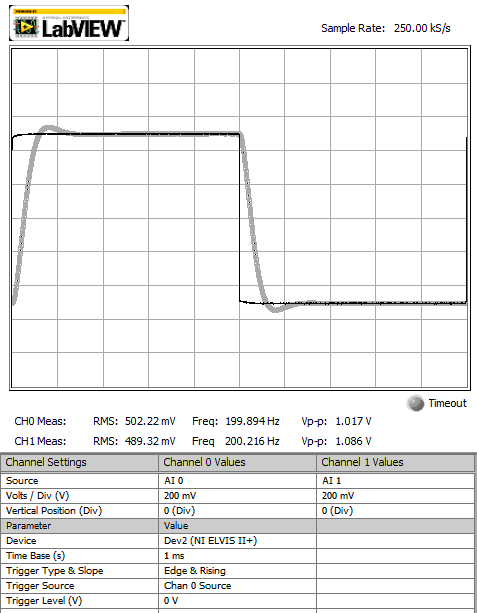 POWERED BY
LabVIEW
Sample Rate: 250.00 kS/s
Timeout
CH0 Meas: RMS: 502.22 mV Freq: 199.894 Hz Vp-p: 1.017 V
CH1 Meas: RMS: 489.32 mV Freq 200.216 Hz Vp-p: 1.086 V
Channel Settings Channel 0 Values Channel 1 Values
Source AI 0 AI 1
Volts / Div (V) 200 mV 200 mV
Vertical Position (Div) 0 (Div) 0 (Div)
Parameter Value
Device Dev2 (NI ELVIS II+)
Time Base (s) 1 ms
Trigger Type & Slope Edge & Rising
Trigger Source Chan 0 Source
Trigger Level (V) 0 V